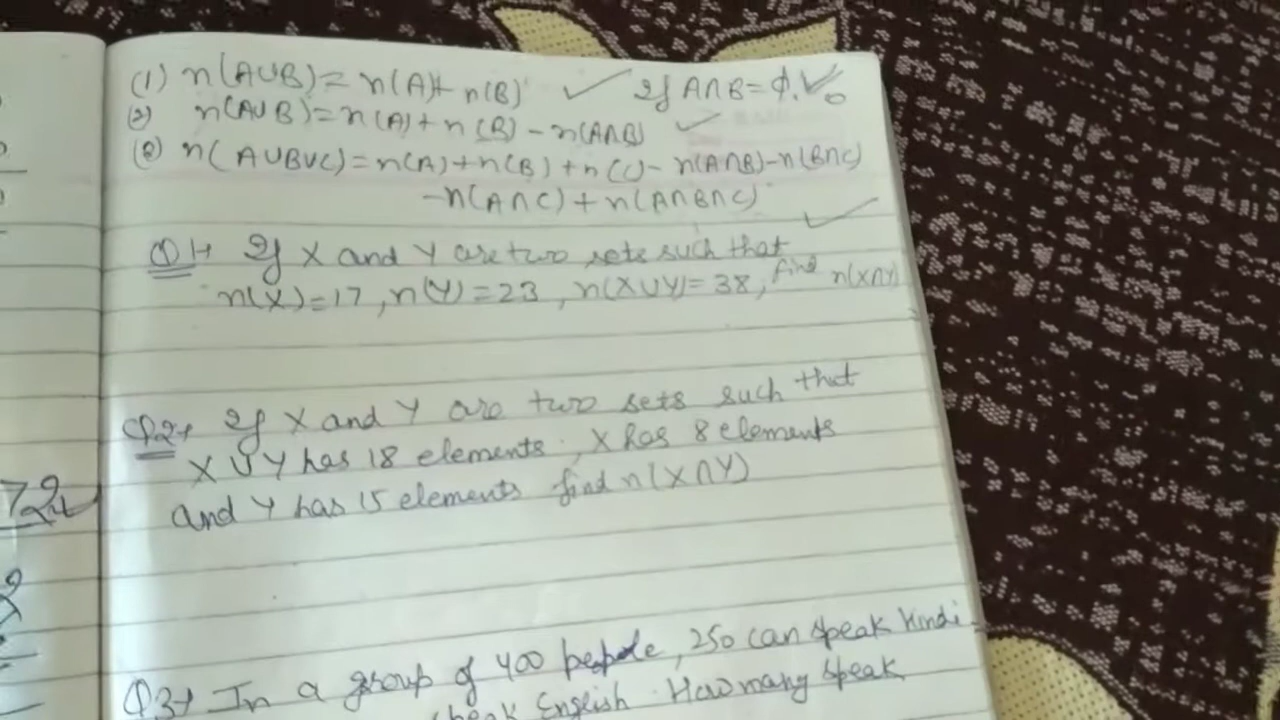 (1) n(A∪B) = n(A) + n(B) ✓ If A∩B = ϕ. ✓
(2) n(A∪B) = n(A) + n(B) - n(A∩B) ✓
n(A∪B∪C) = n(A) + n(B) + n(C) - n(A∩B) - n(B∩C)
- n(A∩C) + n(A∩B∩C) ✓
Q1+ If X and Y are two sets such that
n(X) = 17, n(Y) = 23, n(X∪Y) = 38, find n(X∩Y)
Q2+ If X and Y are two sets such that
X∪Y has 18 elements, X has 8 elements
and Y has 15 elements find n(X∩Y)
72
Q3+ In a group of 400 pepole, 250 can speak Hindi
English. How many speak